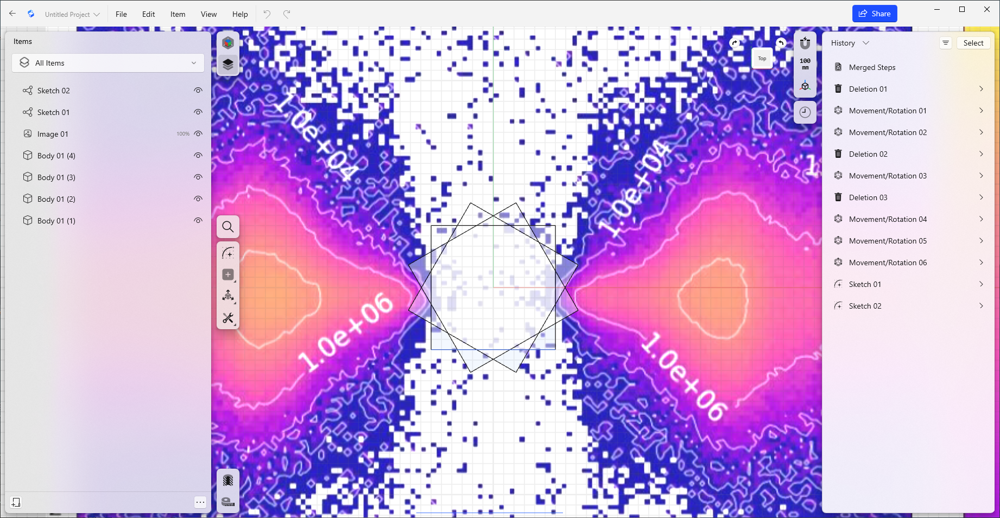 Untitled Project
File
Edit
Item
View
Help
Share
Items
All Items
Sketch 02
Sketch 01
Image 01
100%
Body 01 (4)
Body 01 (3)
Body 01 (2)
Body 01 (1)
1.0e+04
1.0e+04
1.0e+06
1.0e+06
1
Top
100
mm
History
Select
Merged Steps
Deletion 01
Movement/Rotation 01
Movement/Rotation 02
Deletion 02
Movement/Rotation 03
Deletion 03
Movement/Rotation 04
Movement/Rotation 05
Movement/Rotation 06
Sketch 01
Sketch 02